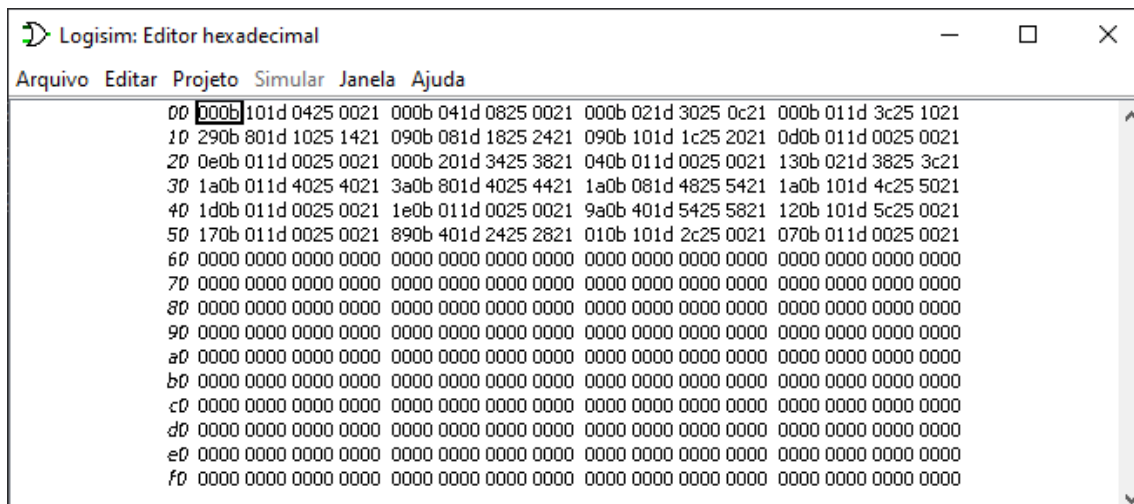 Logisim: Editor hexadecimal
Arquivo Editar Projeto Simular Janela Ajuda
00 000b 101d 0425 0021 000b 041d 0825 0021 000b 021d 3025 0c21 000b 011d 3c25 1021
10 290b 801d 1025 1421 090b 081d 1825 2421 090b 101d 1c25 2021 0d0b 011d 0025 0021
20 0e0b 011d 0025 0021 000b 201d 3425 3821 040b 011d 0025 0021 130b 021d 3825 3c21
30 1a0b 011d 4025 4021 3a0b 801d 4025 4421 1a0b 081d 4825 5421 1a0b 101d 4c25 5021
40 1d0b 011d 0025 0021 1e0b 011d 0025 0021 9a0b 401d 5425 5821 120b 101d 5c25 0021
50 170b 011d 0025 0021 890b 401d 2425 2821 010b 101d 2c25 0021 070b 011d 0025 0021
60 0000 0000 0000 0000 0000 0000 0000 0000 0000 0000 0000 0000 0000 0000 0000 0000
70 0000 0000 0000 0000 0000 0000 0000 0000 0000 0000 0000 0000 0000 0000 0000 0000
80 0000 0000 0000 0000 0000 0000 0000 0000 0000 0000 0000 0000 0000 0000 0000 0000
90 0000 0000 0000 0000 0000 0000 0000 0000 0000 0000 0000 0000 0000 0000 0000 0000
a0 0000 0000 0000 0000 0000 0000 0000 0000 0000 0000 0000 0000 0000 0000 0000 0000
b0 0000 0000 0000 0000 0000 0000 0000 0000 0000 0000 0000 0000 0000 0000 0000 0000
c0 0000 0000 0000 0000 0000 0000 0000 0000 0000 0000 0000 0000 0000 0000 0000 0000
d0 0000 0000 0000 0000 0000 0000 0000 0000 0000 0000 0000 0000 0000 0000 0000 0000
e0 0000 0000 0000 0000 0000 0000 0000 0000 0000 0000 0000 0000 0000 0000 0000 0000
f0 0000 0000 0000 0000 0000 0000 0000 0000 0000 0000 0000 0000 0000 0000 0000 0000